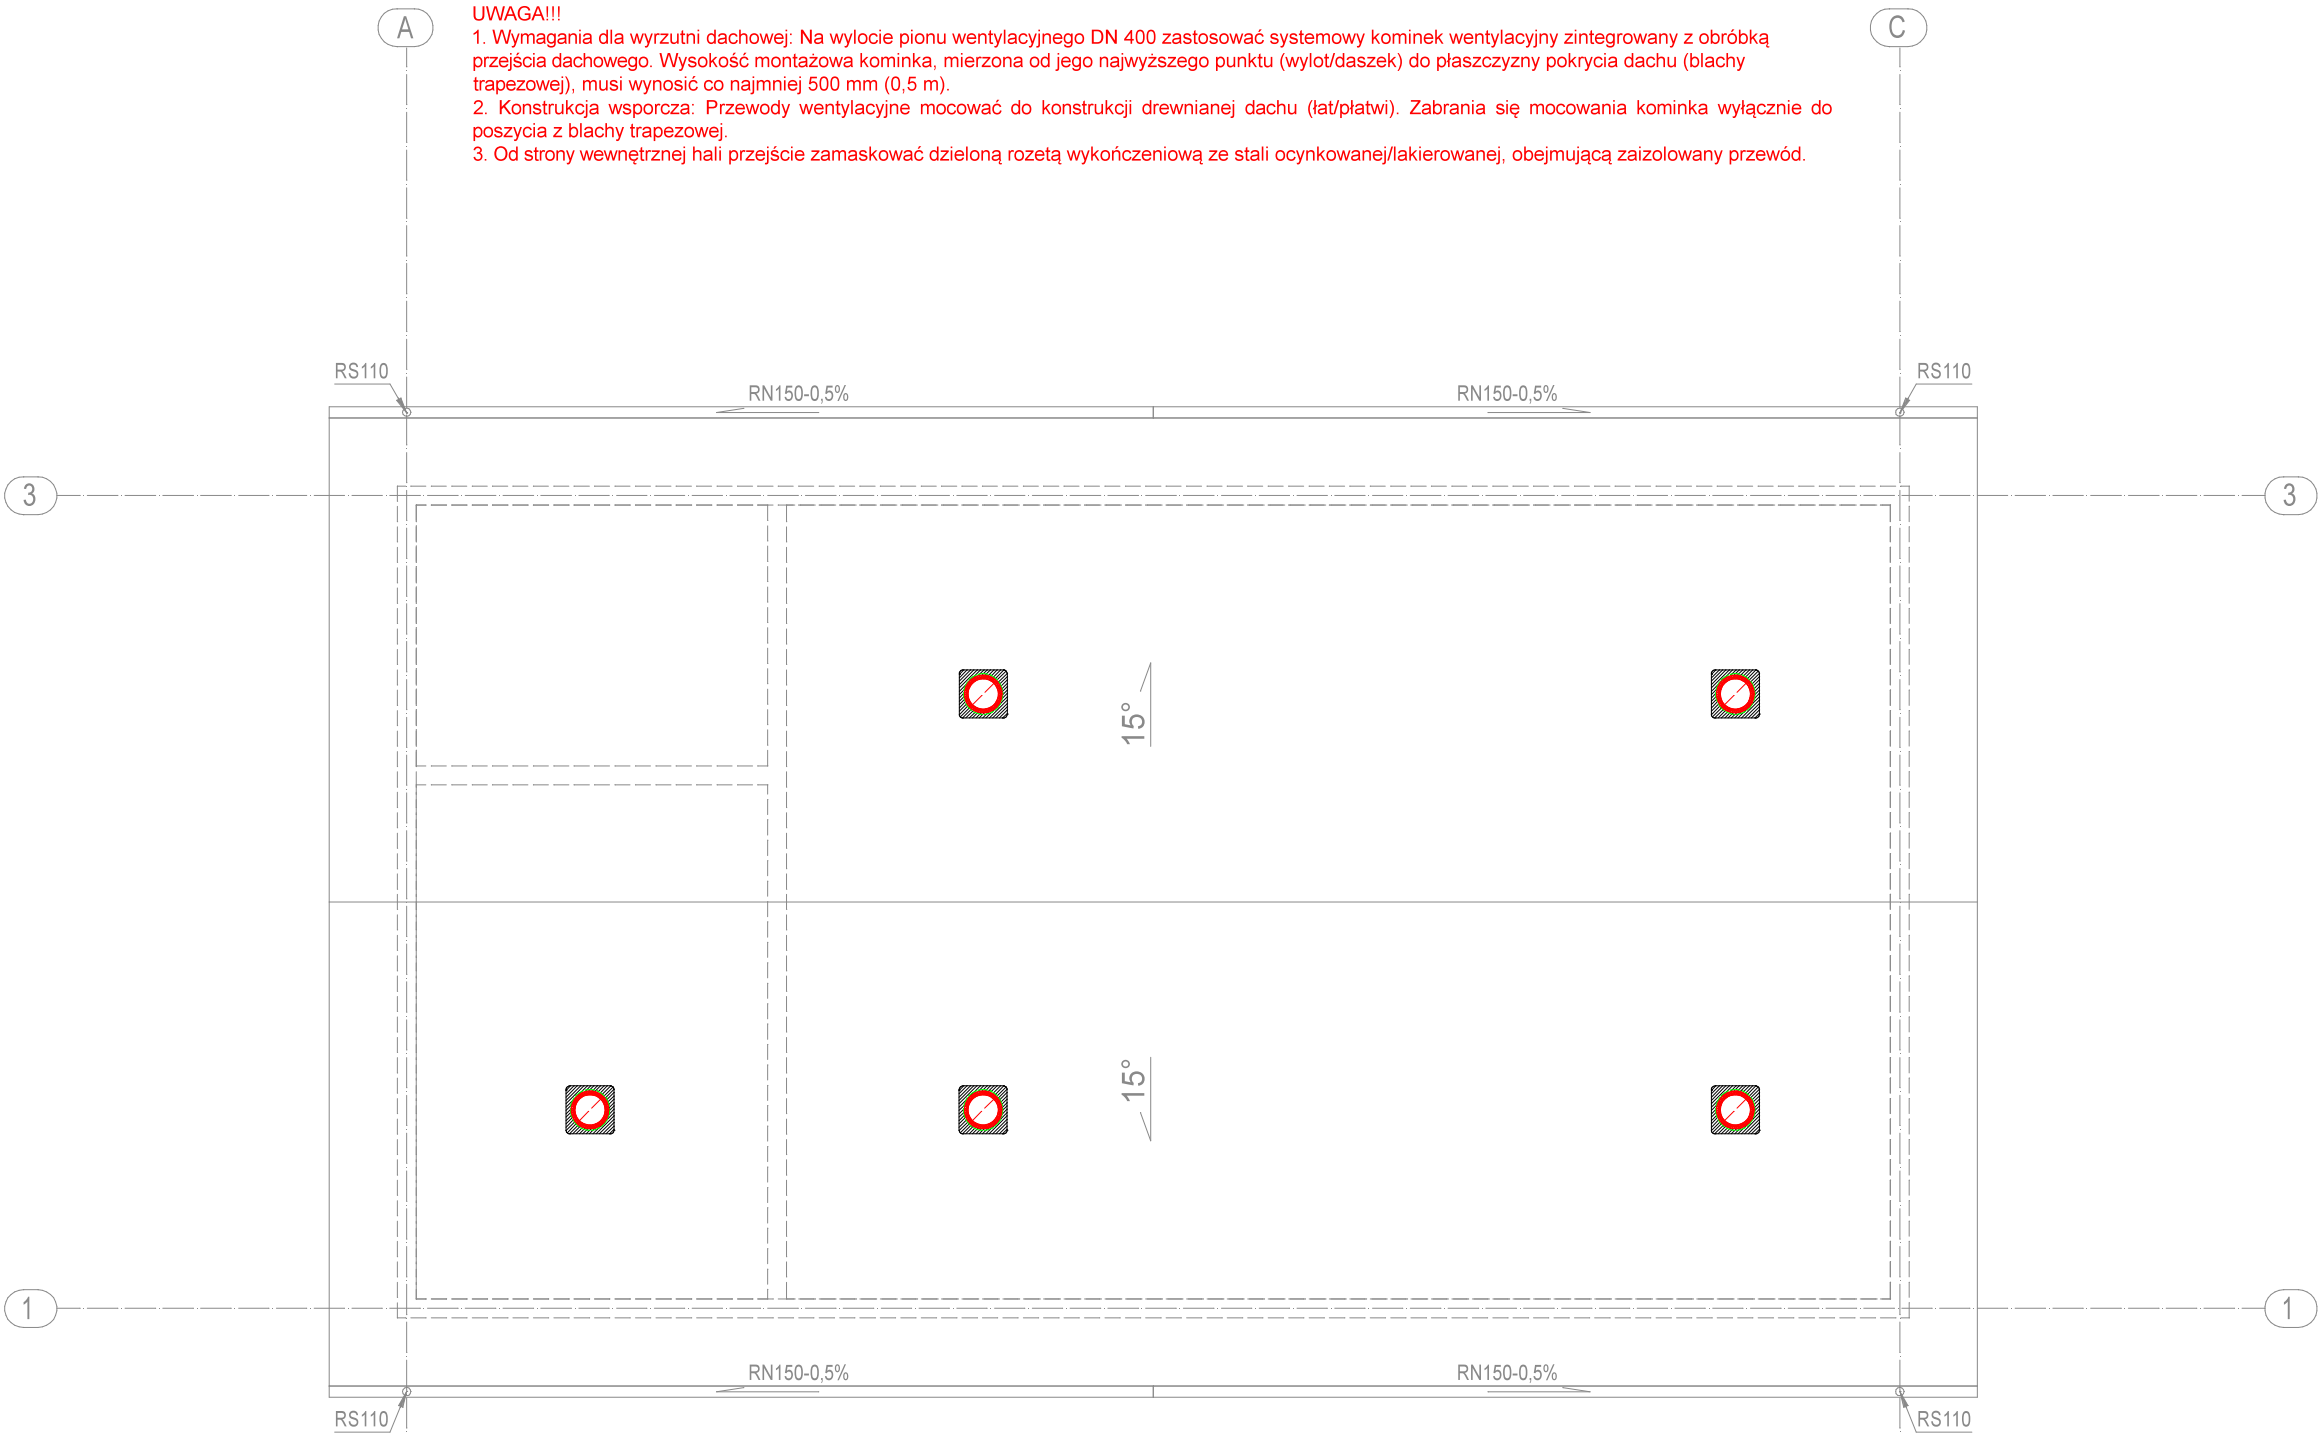 A
C
UWAGA!!!
1. Wymagania dla wyrzutni dachowej: Na wylocie pionu wentylacyjnego DN 400 zastosować systemowy kominek wentylacyjny zintegrowany z obróbką
przejścia dachowego. Wysokość montażowa kominka, mierzona od jego najwyższego punktu (wylot/daszek) do płaszczyzny pokrycia dachu (blachy
trapezowej), musi wynosić co najmniej 500 mm (0,5 m).
2. Konstrukcja wsporcza: Przewody wentylacyjne mocować do konstrukcji drewnianej dachu (łat/płatwi). Zabrania się mocowania kominka wyłącznie do
poszycia z blachy trapezowej.
3. Od strony wewnętrznej hali przejście zamaskować dzieloną rozetą wykończeniową ze stali ocynkowanej/lakierowanej, obejmującą zaizolowany przewód.
RS110
RS110
RN150-0,5%
RN150-0,5%
3
3
15°
15°
1
1
RN150-0,5%
RN150-0,5%
RS110
RS110